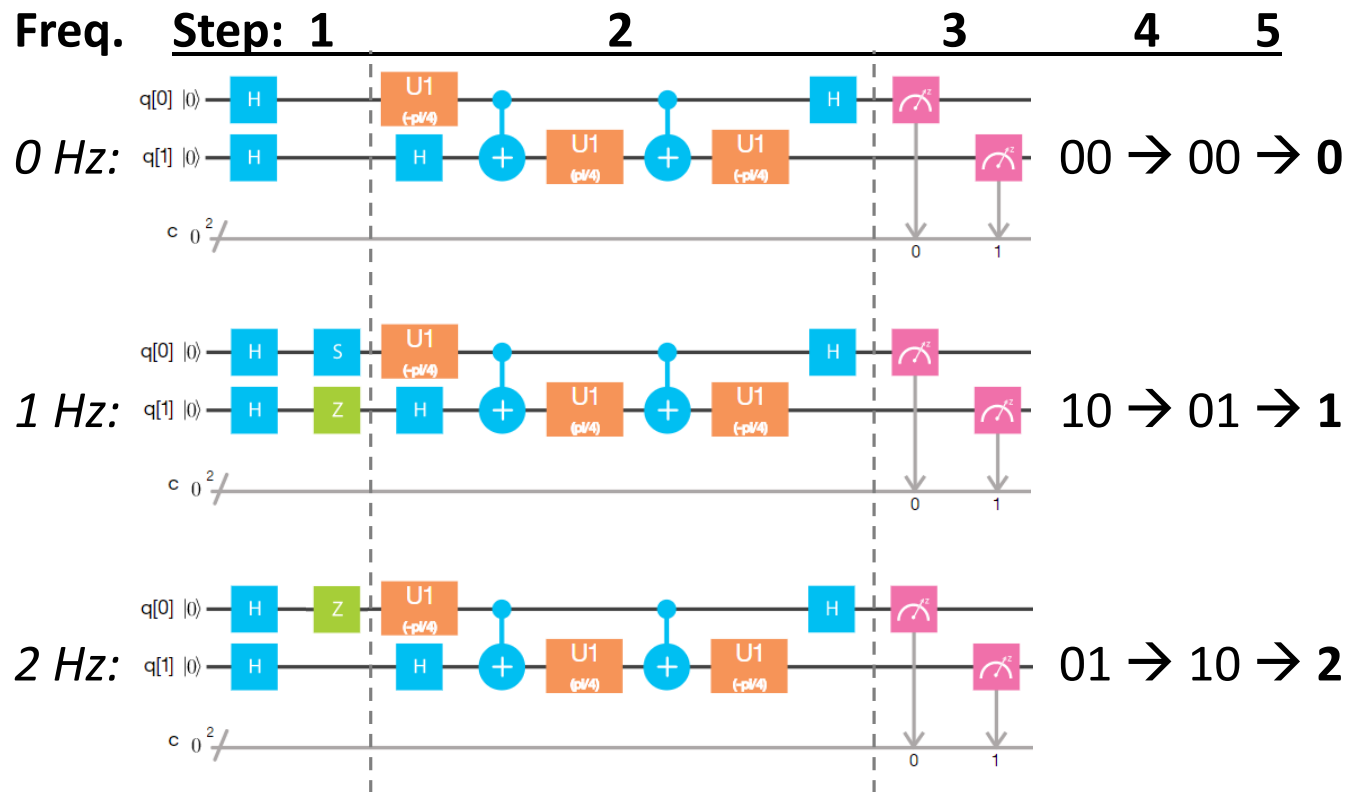 Freq. Step: 1 2 3 4 5
q[0] |0⟩ H U1 (-pi/4) + + H z
0 Hz: q[1] |0⟩ H H U1 (pi/4) U1 (-pi/4) z 00 → 00 → 0
c 0 2
0 1
q[0] |0⟩ H S U1 (-pi/4) H z
1 Hz: q[1] |0⟩ H Z H + U1 (pi/4) + U1 (-pi/4) z 10 → 01 → 1
c 0 2
0 1
q[0] |0⟩ H Z U1 (-pi/4) H z
2 Hz: q[1] |0⟩ H H + U1 (pi/4) + U1 (-pi/4) z 01 → 10 → 2
c 0 2
0 1